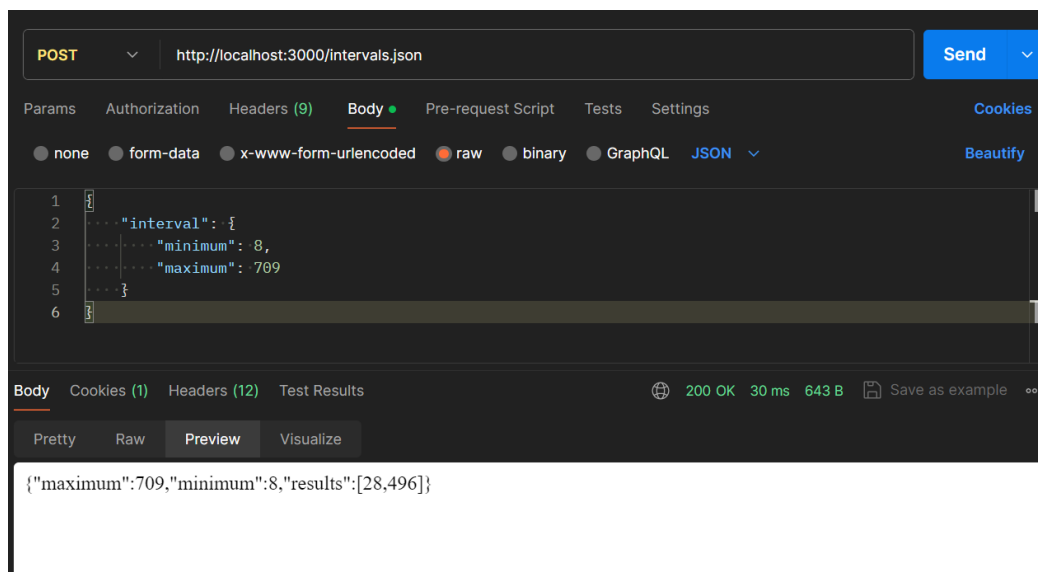 POST http://localhost:3000/intervals.json Send
Params Authorization Headers (9) Body Pre-request Script Tests Settings Cookies
none form-data x-www-form-urlencoded raw binary GraphQL JSON Beautify
1 {
2 "interval": {
3 "minimum": 8,
4 "maximum": 709
5 }
6 }
Body Cookies (1) Headers (12) Test Results 200 OK 30 ms 643 B Save as example
Pretty Raw Preview Visualize
{"maximum":709,"minimum":8,"results":[28,496]}